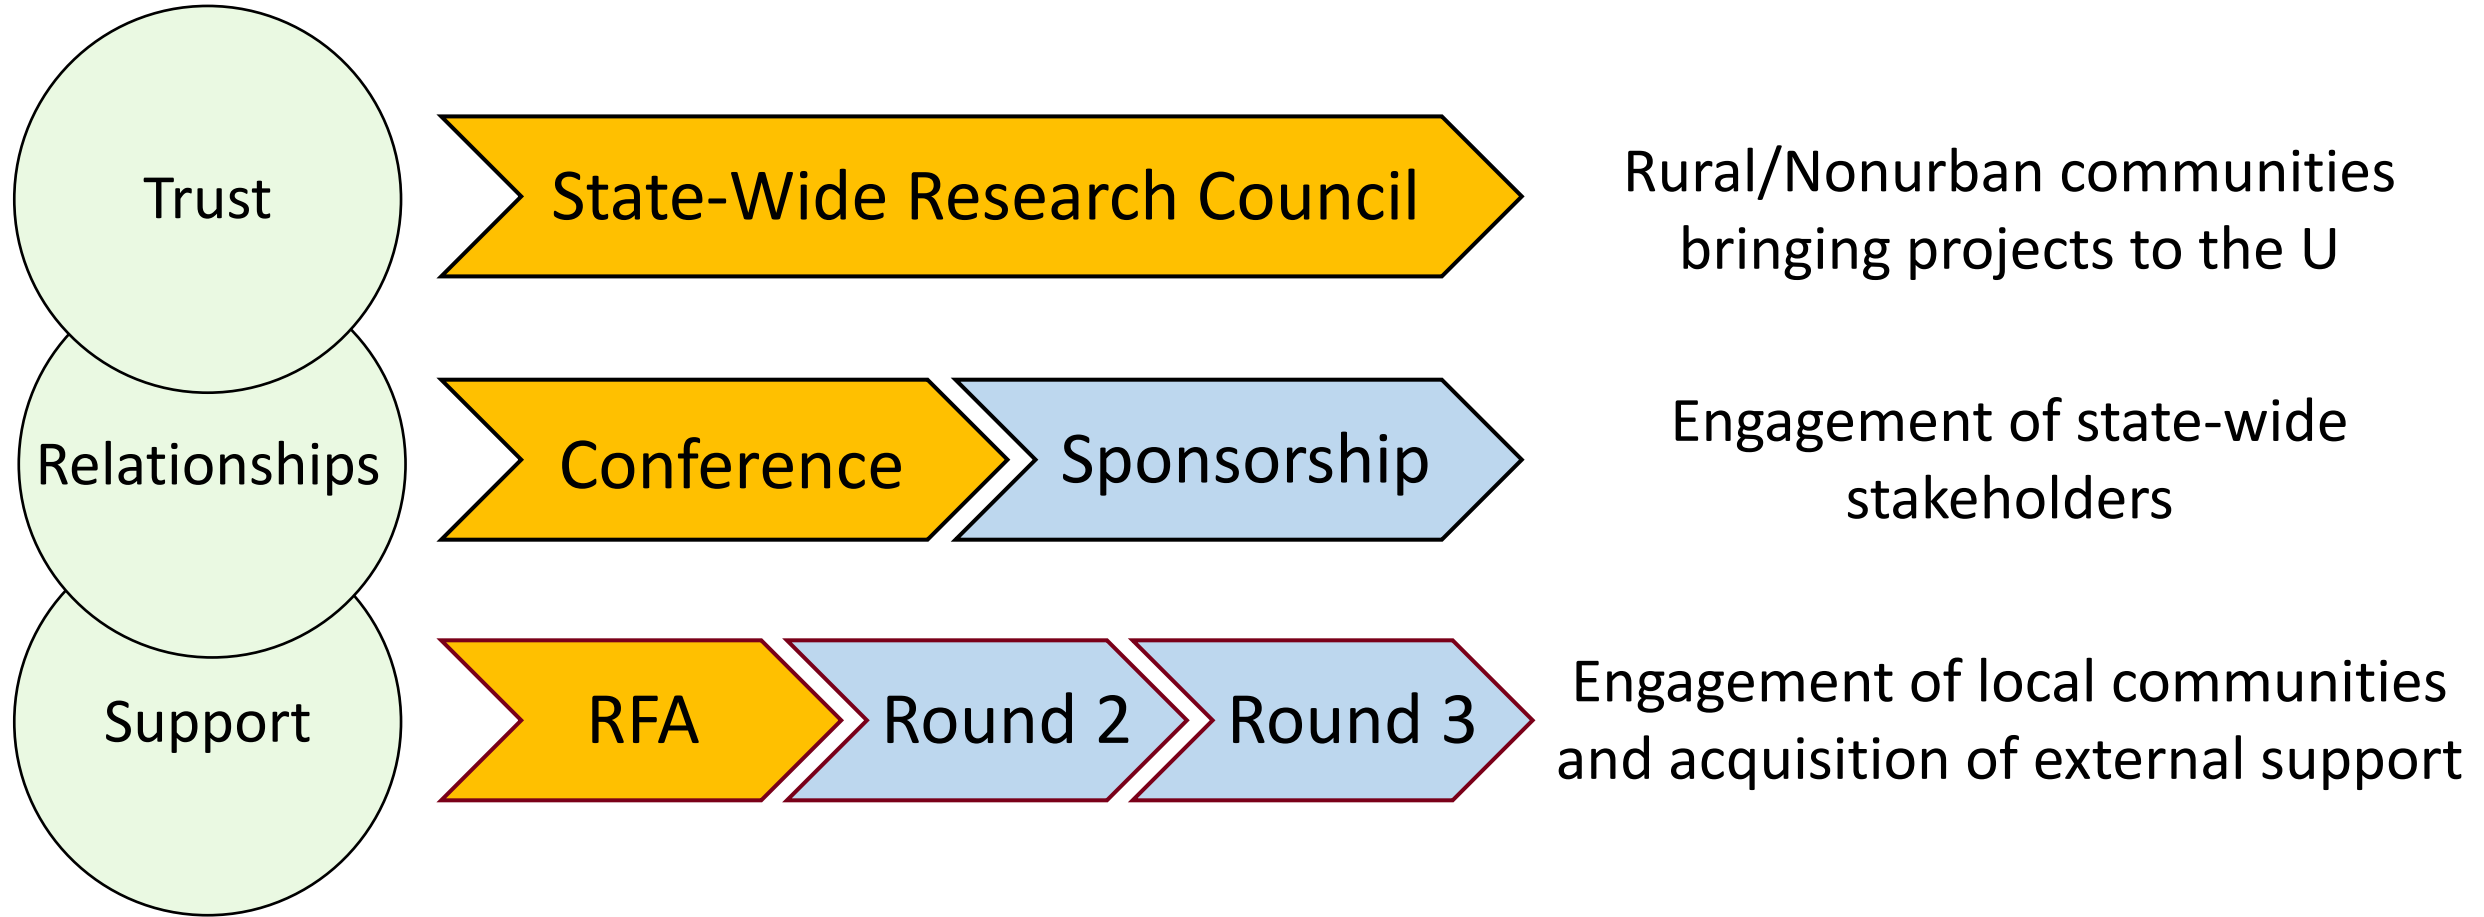 Trust
State-Wide Research Council
Rural/Nonurban communities
bringing projects to the U
Relationships
Conference
Sponsorship
Engagement of state-wide
stakeholders
Support
RFA
Round 2
Round 3
Engagement of local communities
and acquisition of external support